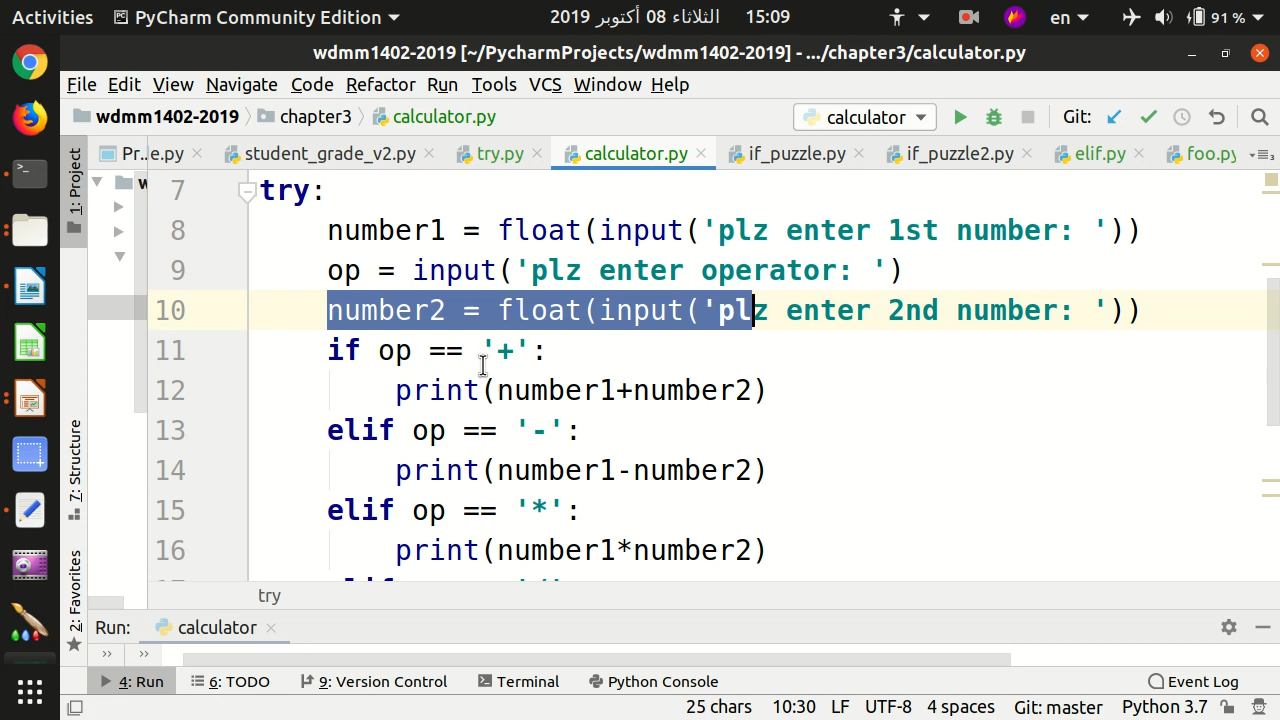 Activities PyCharm Community Edition الثلاثاء 08 أكتوبر 2019 15:09 en 91 %
wdmm1402-2019 [~/PycharmProjects/wdmm1402-2019] - .../chapter3/calculator.py
File Edit View Navigate Code Refactor Run Tools VCS Window Help
wdmm1402-2019 chapter3 calculator.py calculator Git:
Pr..e.py student_grade_v2.py try.py calculator.py if_puzzle.py if_puzzle2.py elif.py foo.py
1: Project
7: Structure
2: Favorites
7 try:
8 number1 = float(input('plz enter 1st number: '))
9 op = input('plz enter operator: ')
10 number2 = float(input('plz enter 2nd number: '))
11 if op == '+':
12 print(number1+number2)
13 elif op == '-':
14 print(number1-number2)
15 elif op == '*':
16 print(number1*number2)
try
Run: calculator
4: Run 6: TODO 9: Version Control Terminal Python Console Event Log
25 chars 10:30 LF UTF-8 4 spaces Git: master Python 3.7